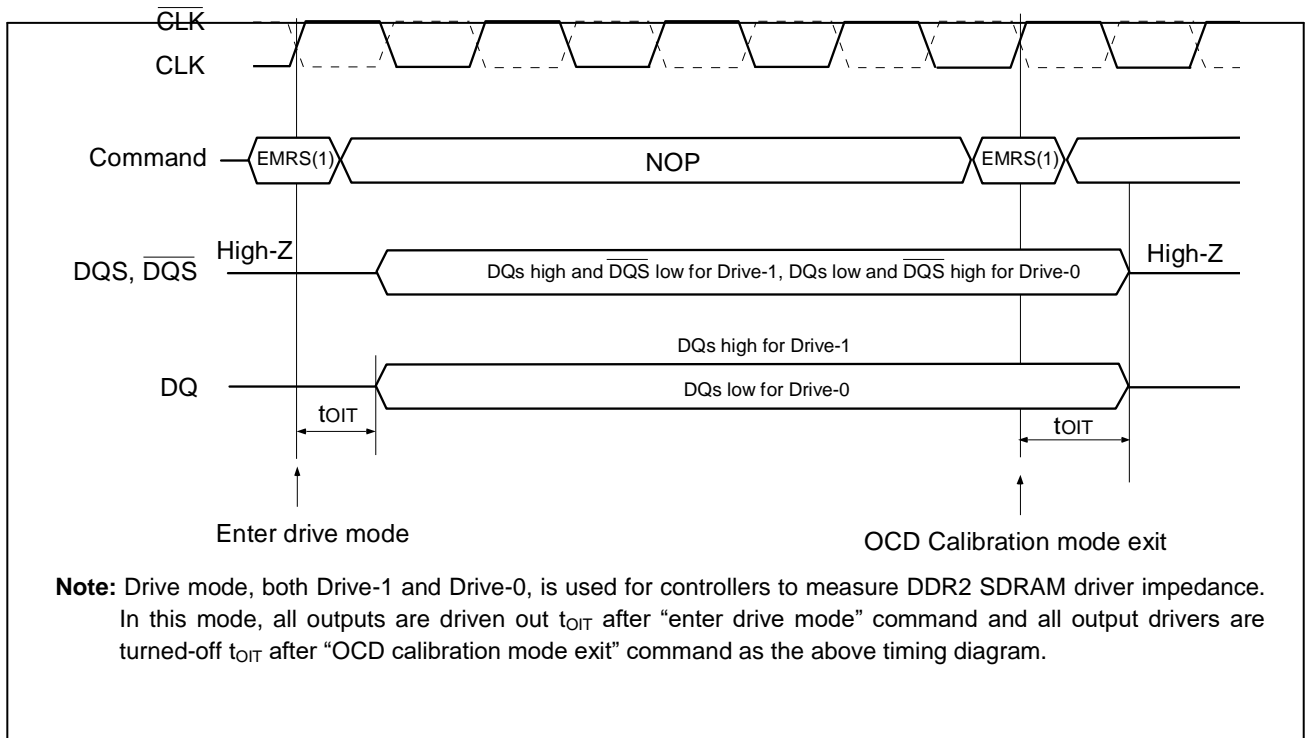 CLK
CLK
Command
EMRS(1)
NOP
EMRS(1)
DQS, DQS
High-Z
DQs high and DQS low for Drive-1, DQs low and DQS high for Drive-0
High-Z
DQs high for Drive-1
DQ
DQs low for Drive-0
tOIT
tOIT
Enter drive mode
OCD Calibration mode exit
Note: Drive mode, both Drive-1 and Drive-0, is used for controllers to measure DDR2 SDRAM driver impedance.
In this mode, all outputs are driven out tOIT after “enter drive mode” command and all output drivers are
turned-off tOIT after “OCD calibration mode exit” command as the above timing diagram.